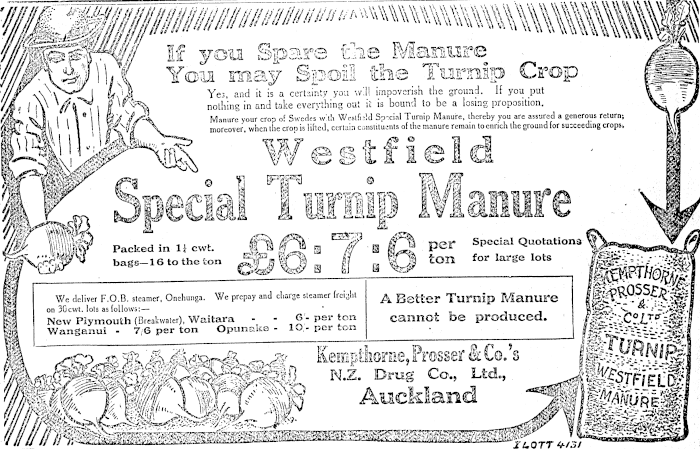 If you Spare the Manure
You may Spoil the Turnip Crop
Yes, and it is a certainty you will impoverish the ground. If you put
nothing in and take everything out it is bound to be a losing proposition,
Manure your crop of Swedes with Westfield Special Turnip Manure, thereby you are assured a generous return;
moreover, when the crop is lifted, certain constituents of the manure remain to enrich the ground for succeeding crops.
Westfield
Special Turnip Manure
Packed in 1¼ cwt.
bags—16 to the ton
£6:7:6 per ton
Special Quotations
for large lots
We deliver F.O.B. steamer, Onehunga. We prepay and charge steamer freight
on 30cwt. lots as follows:—
New Plymouth (Breakwater), Waitara - - 6/- per ton
Wanganui - 7/6 per ton Opunake - 10/- per ton
A Better Turnip Manure
cannot be produced.
Kempthorne, Prosser & Co.'s
N.Z. Drug Co., Ltd.,
Auckland
KEMPTHORNE
PROSSER
&
Co LTD
TURNIP
WESTFIELD
MANURE
ILOTT 4/31